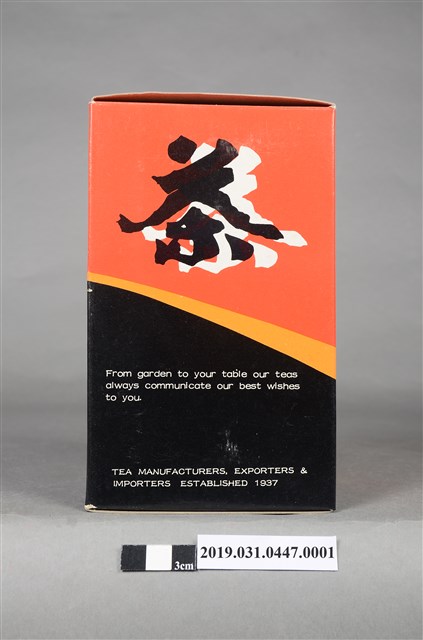 茶
From garden to your table our teas
always communicate our best wishes
to you.
TEA MANUFACTURERS, EXPORTERS &
IMPORTERS ESTABLISHED 1937
3cm
2019.031.0447.0001